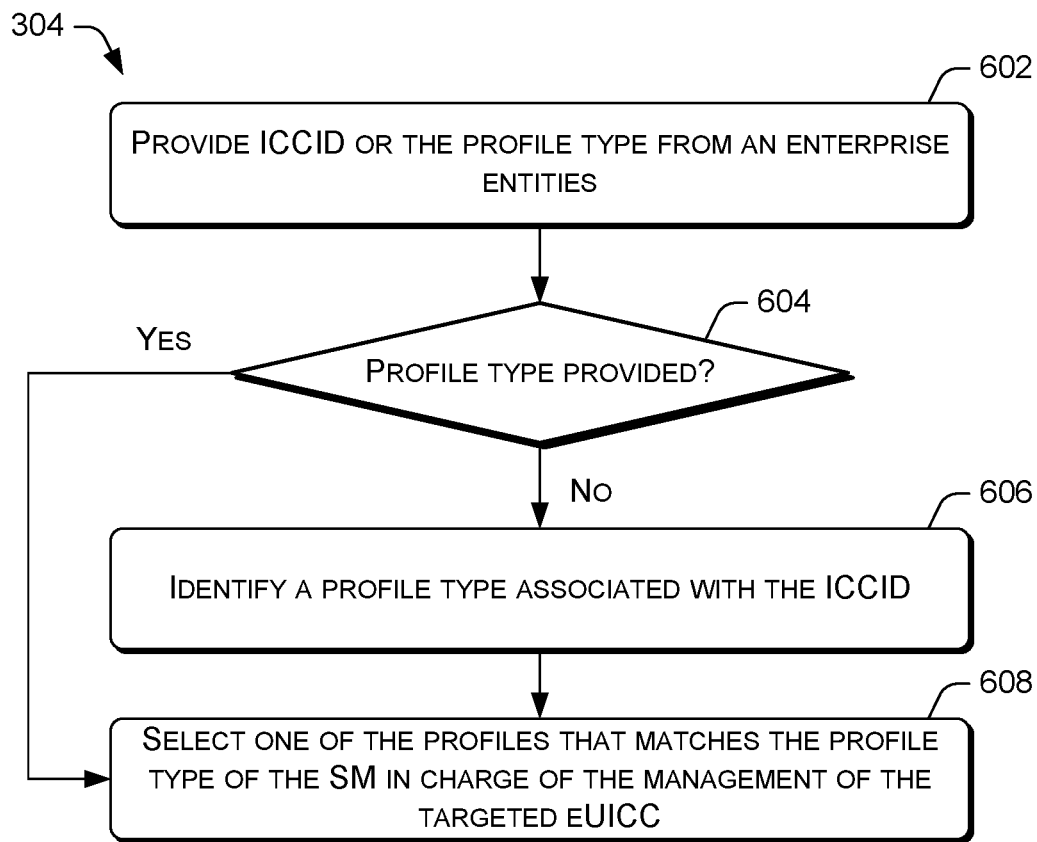 304
602
PROVIDE ICCID OR THE PROFILE TYPE FROM AN ENTERPRISE
ENTITIES
604
YES
PROFILE TYPE PROVIDED?
NO
606
IDENTIFY A PROFILE TYPE ASSOCIATED WITH THE ICCID
608
SELECT ONE OF THE PROFILES THAT MATCHES THE PROFILE
TYPE OF THE SM IN CHARGE OF THE MANAGEMENT OF THE
TARGETED EUICC